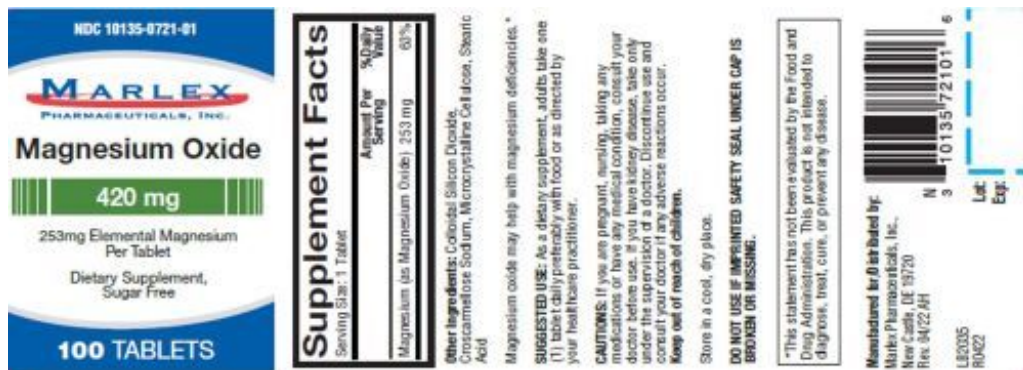 NDC 10135-0721-01
MARLEX
PHARMACEUTICALS, INC.
Magnesium Oxide
420 mg
253mg Elemental Magnesium
Per Tablet
Dietary Supplement,
Sugar Free
100 TABLETS
Supplement Facts
Serving Size: 1 Tablet
Amount Per Serving %Daily Value
Magnesium (as Magnesium Oxide) 253 mg 60%
Other Ingredients: Colloidal Silicon Dioxide,
Croscarmellose Sodium, Microcrystalline Cellulose, Stearic
Acid
Magnesium oxide may help with magnesium deficiencies.*
SUGGESTED USE: As a dietary supplement, adults take one
(1) tablet daily preferably with food or as directed by
your healthcare practitioner.
CAUTIONS: If you are pregnant, nursing, taking any
medications or have any medical condition, consult your
doctor before use. If you have kidney disease, take only
under the supervision of a doctor. Discontinue use and
consult your doctor if any adverse reactions occur.
Keep out of reach of children.
Store in a cool, dry place.
DO NOT USE IF IMPRINTED SAFETY SEAL UNDER CAP IS
BROKEN OR MISSING.
*This statement has not been evaluated by the Food and
Drug Administration. This product is not intended to
diagnose, treat, cure, or prevent any disease.
Manufactured for/Distributed by:
Marlex Pharmaceuticals, Inc.,
New Castle, DE 19720
Rev. 04/22 AH
L82035
R0422
N
3 10135 72101 6
Lot:
Exp: